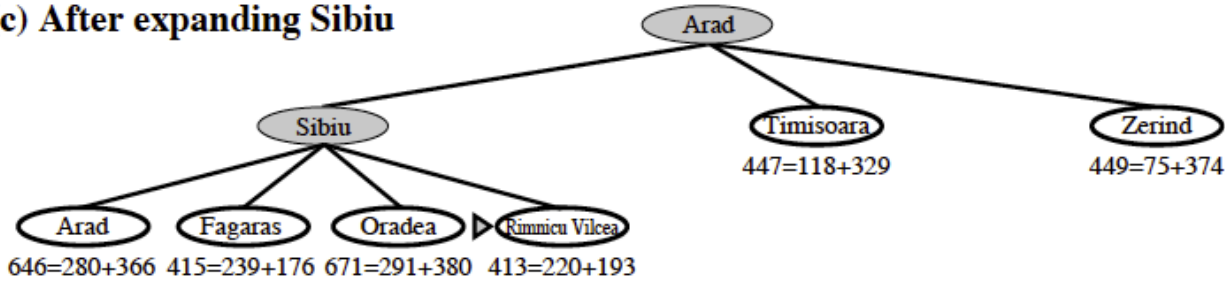 c) After expanding Sibiu
Arad
Sibiu
Timisoara
Zerind
447=118+329
449=75+374
Arad
Fagaras
Oradea
Rimnicu Vilcea
646=280+366
415=239+176
671=291+380
413=220+193